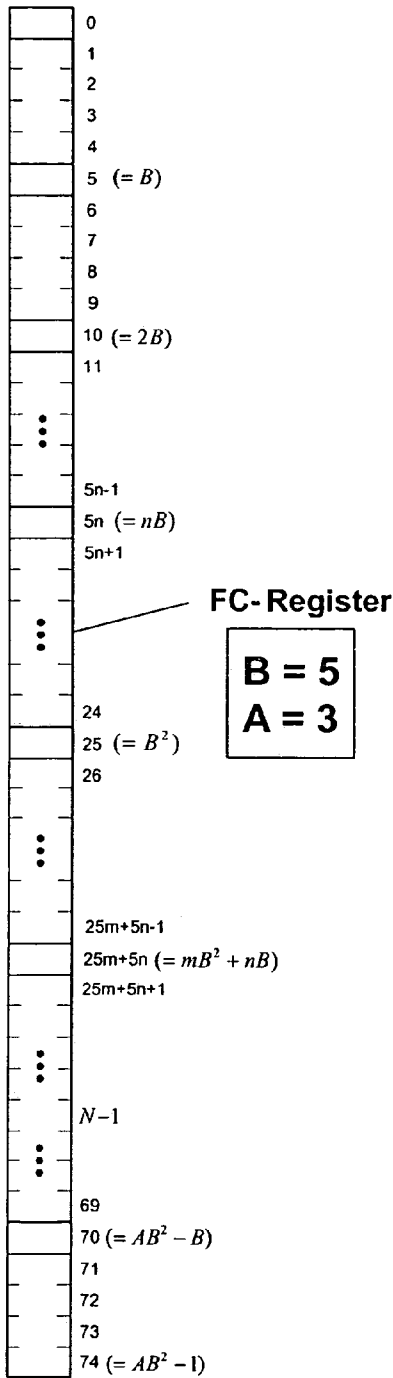 0
1
2
3
4
5 (= B)
6
7
8
9
10 (= 2B)
11
5n-1
5n (= nB)
5n+1
FC-Register
B = 5
A = 3
24
25 (= B²)
26
25m+5n-1
25m+5n (= mB² + nB)
25m+5n+1
N-1
69
70 (= AB² - B)
71
72
73
74 (= AB² - 1)